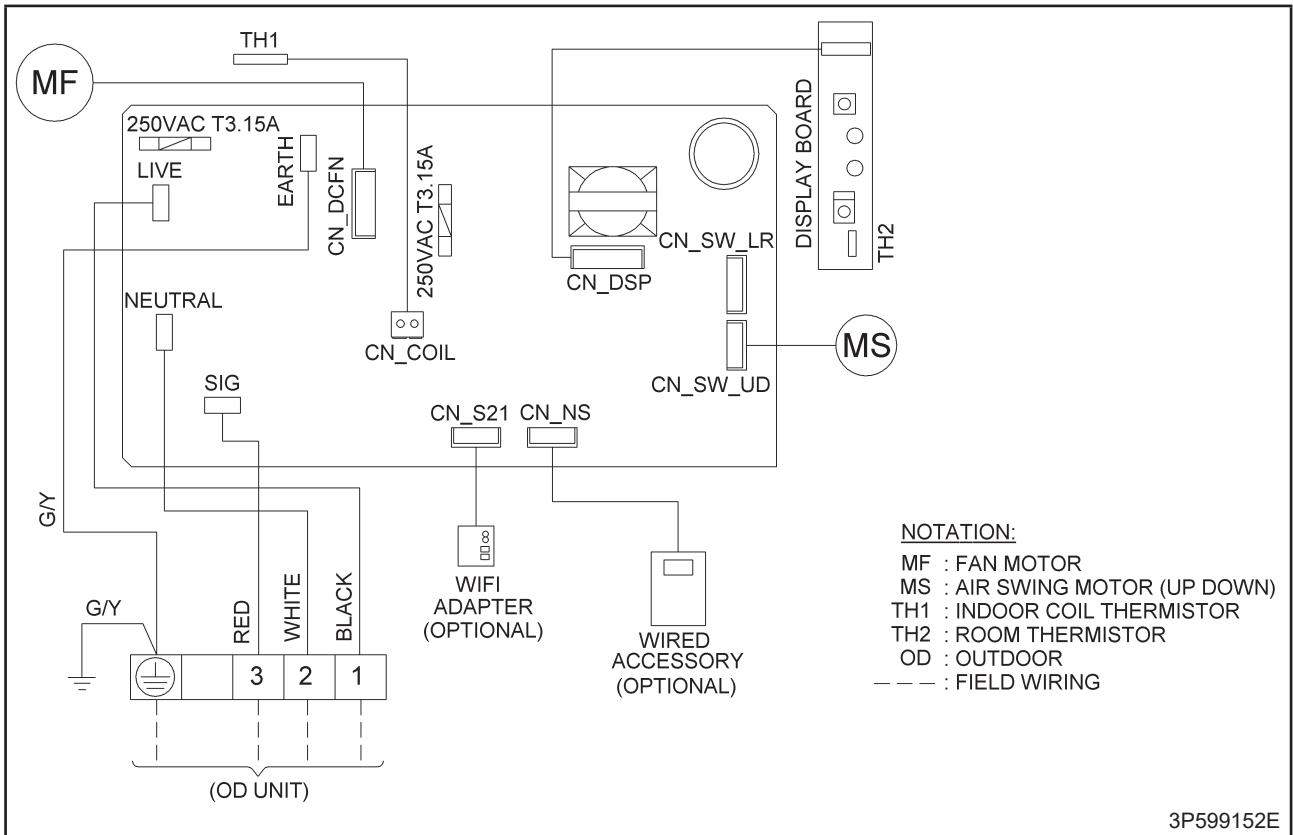 TH1
MF
250VAC T3.15A
LIVE
EARTH
CN_DCFN
250VAC T3.15A
DISPLAY BOARD
TH2
CN_SW_LR
CN_DSP
NEUTRAL
CN_COIL
MS
CN_SW_UD
SIG
CN_S21
CN_NS
G/Y
G/Y
RED
WHITE
BLACK
3
2
1
(OD UNIT)
WIFI
ADAPTER
(OPTIONAL)
WIRED
ACCESSORY
(OPTIONAL)
NOTATION:
MF : FAN MOTOR
MS : AIR SWING MOTOR (UP DOWN)
TH1 : INDOOR COIL THERMISTOR
TH2 : ROOM THERMISTOR
OD : OUTDOOR
— — — : FIELD WIRING
3P599152E